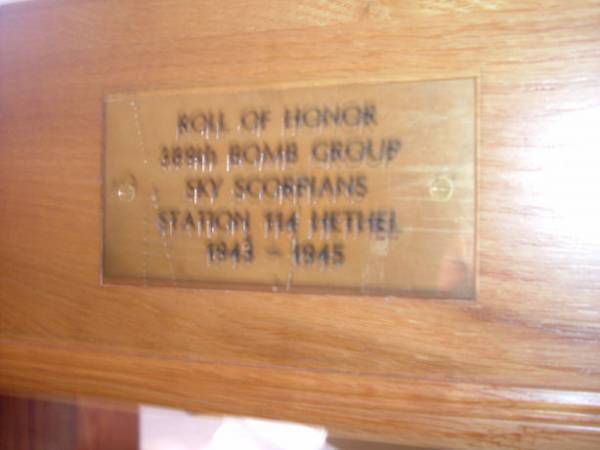 ROLL OF HONOR
389th BOMB GROUP
SKY SCORPIANS
STATION 114 HETHEL
1943 - 1945